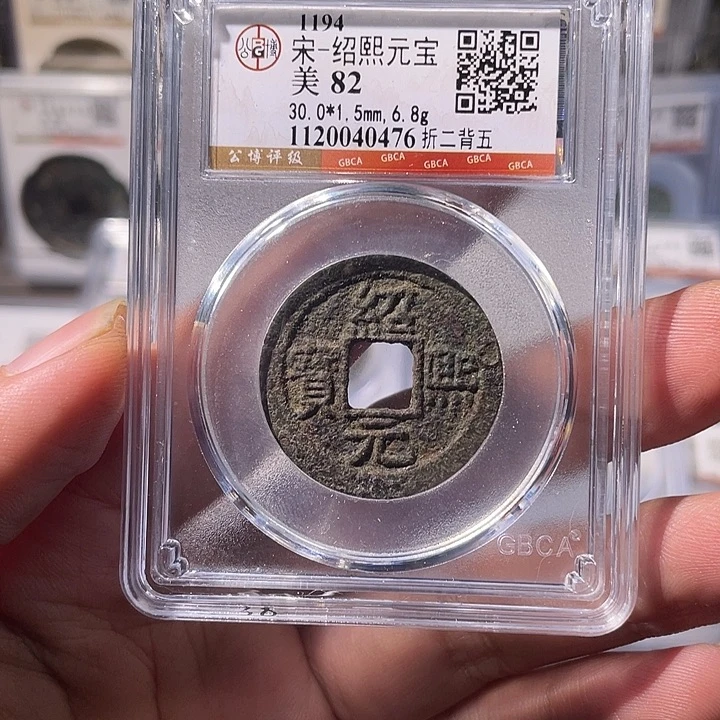 1194
宋-绍熙元宝
美 82
30.0*1.5mm, 6.8g
1120040476 折二背五
公博评级 GBCA GBCA GBCA GBCA
紹熙元寶
GBCA